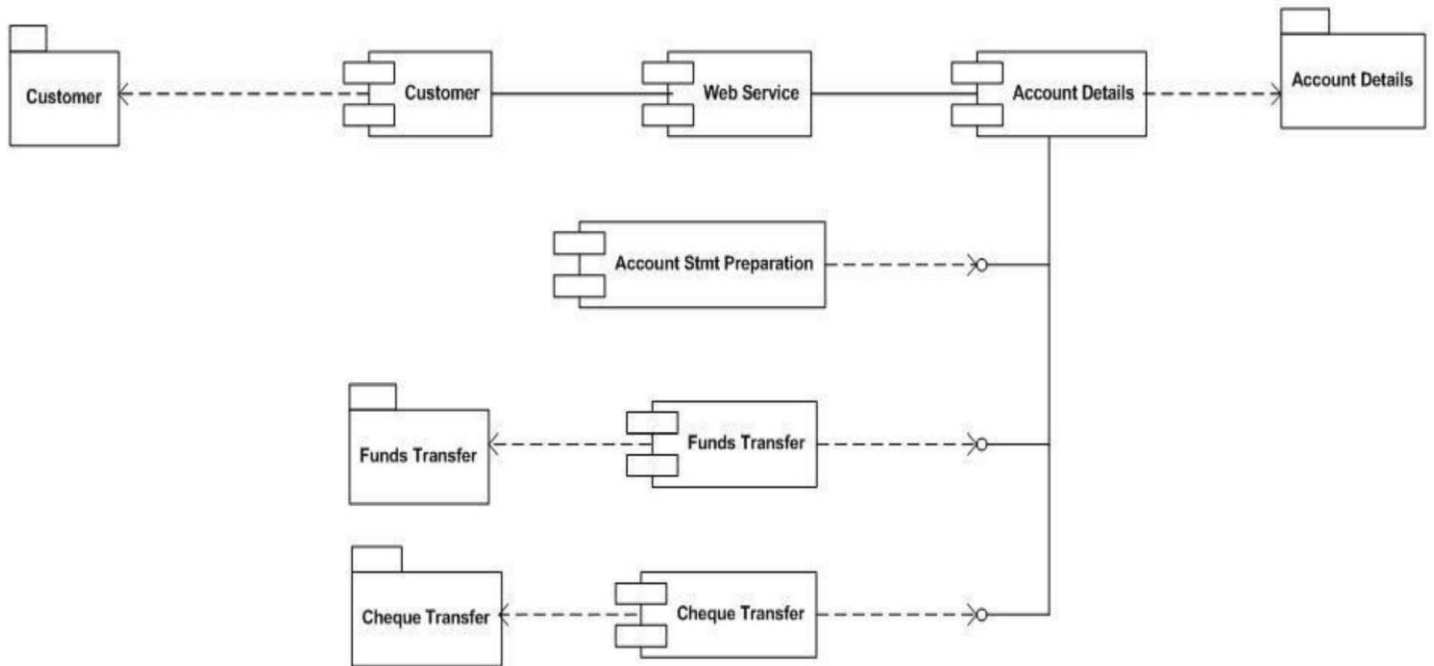 Customer
Customer
Web Service
Account Details
Account Details
Account Stmt Preparation
Funds Transfer
Funds Transfer
Cheque Transfer
Cheque Transfer